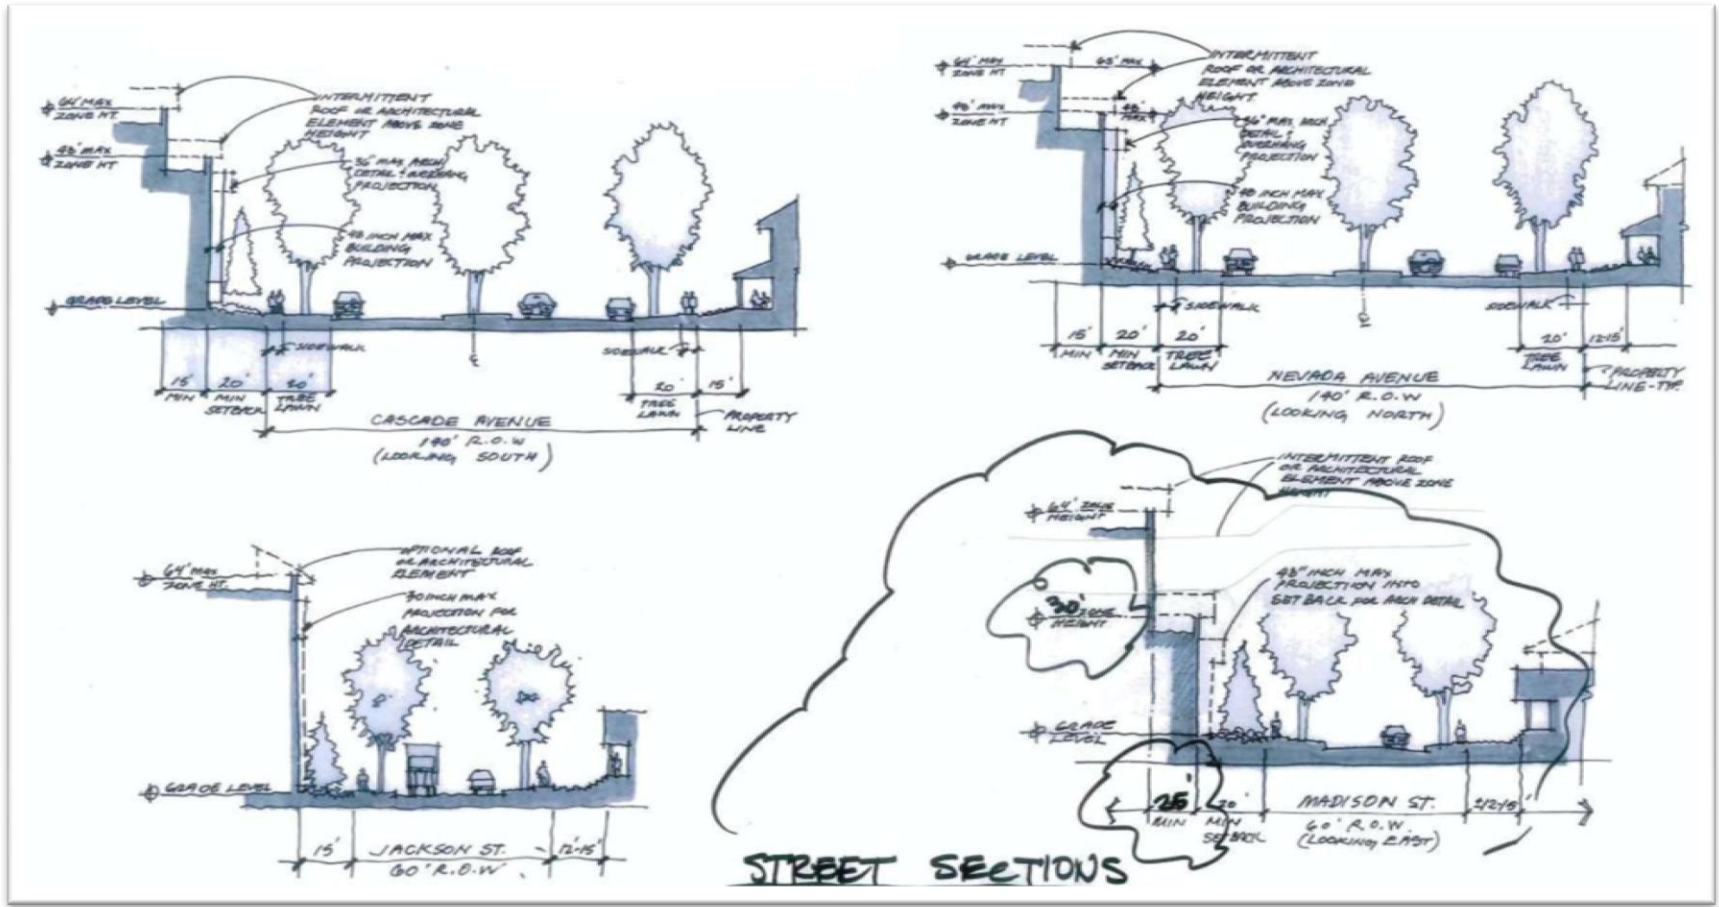 64' MAX
ZONE HT.
48' MAX
ZONE HT
INTERMITTENT
ROOF OR ARCHITECTURAL
ELEMENT ABOVE ZONE
HEIGHT
36" MAX ARCH
DETAIL & OVERHANG
PROJECTION
48 INCH MAX
BUILDING
PROJECTION
GRADE LEVEL
SIDEWALK
SIDEWALK
15'
MIN
20'
MIN
SETBACK
20'
TREE
LAWN
20'
TREE
LAWN
15'
PROPERTY
LINE
CASCADE AVENUE
140' R.O.W
(LOOKING SOUTH)
64' MAX
ZONE HT
65' MAX
48' MAX
ZONE HT
48'
MAX
INTERMITTENT
ROOF OR ARCHITECTURAL
ELEMENT ABOVE ZONE
HEIGHT
36" MAX ARCH
DETAIL &
OVERHANG
PROJECTION
48 INCH MAX
BUILDING
PROJECTION
GRADE LEVEL
SIDEWALK
SIDEWALK
15'
MIN
20'
MIN
SETBACK
20'
TREE
LAWN
20'
TREE
LAWN
12-15'
PROPERTY
LINE-TYP.
NEVADA AVENUE
140' R.O.W
(LOOKING NORTH)
64' MAX
ZONE HT.
OPTIONAL ROOF
OR ARCHITECTURAL
ELEMENT
30 INCH MAX
PROJECTION FOR
ARCHITECTURAL
DETAIL
GRADE LEVEL
15'
JACKSON ST.
60' R.O.W.
12'-15'
INTERMITTENT ROOF
OR ARCHITECTURAL
ELEMENT ABOVE ZONE
HEIGHT
64' ZONE
HEIGHT
30' ZONE
HEIGHT
48" INCH MAX
PROJECTION INTO
SETBACK FOR ARCH DETAIL
GRADE
LEVEL
25'
MIN
20'
MIN
SETBACK
MADISON ST.
60' R.O.W.
(LOOKING EAST)
STREET SECTIONS